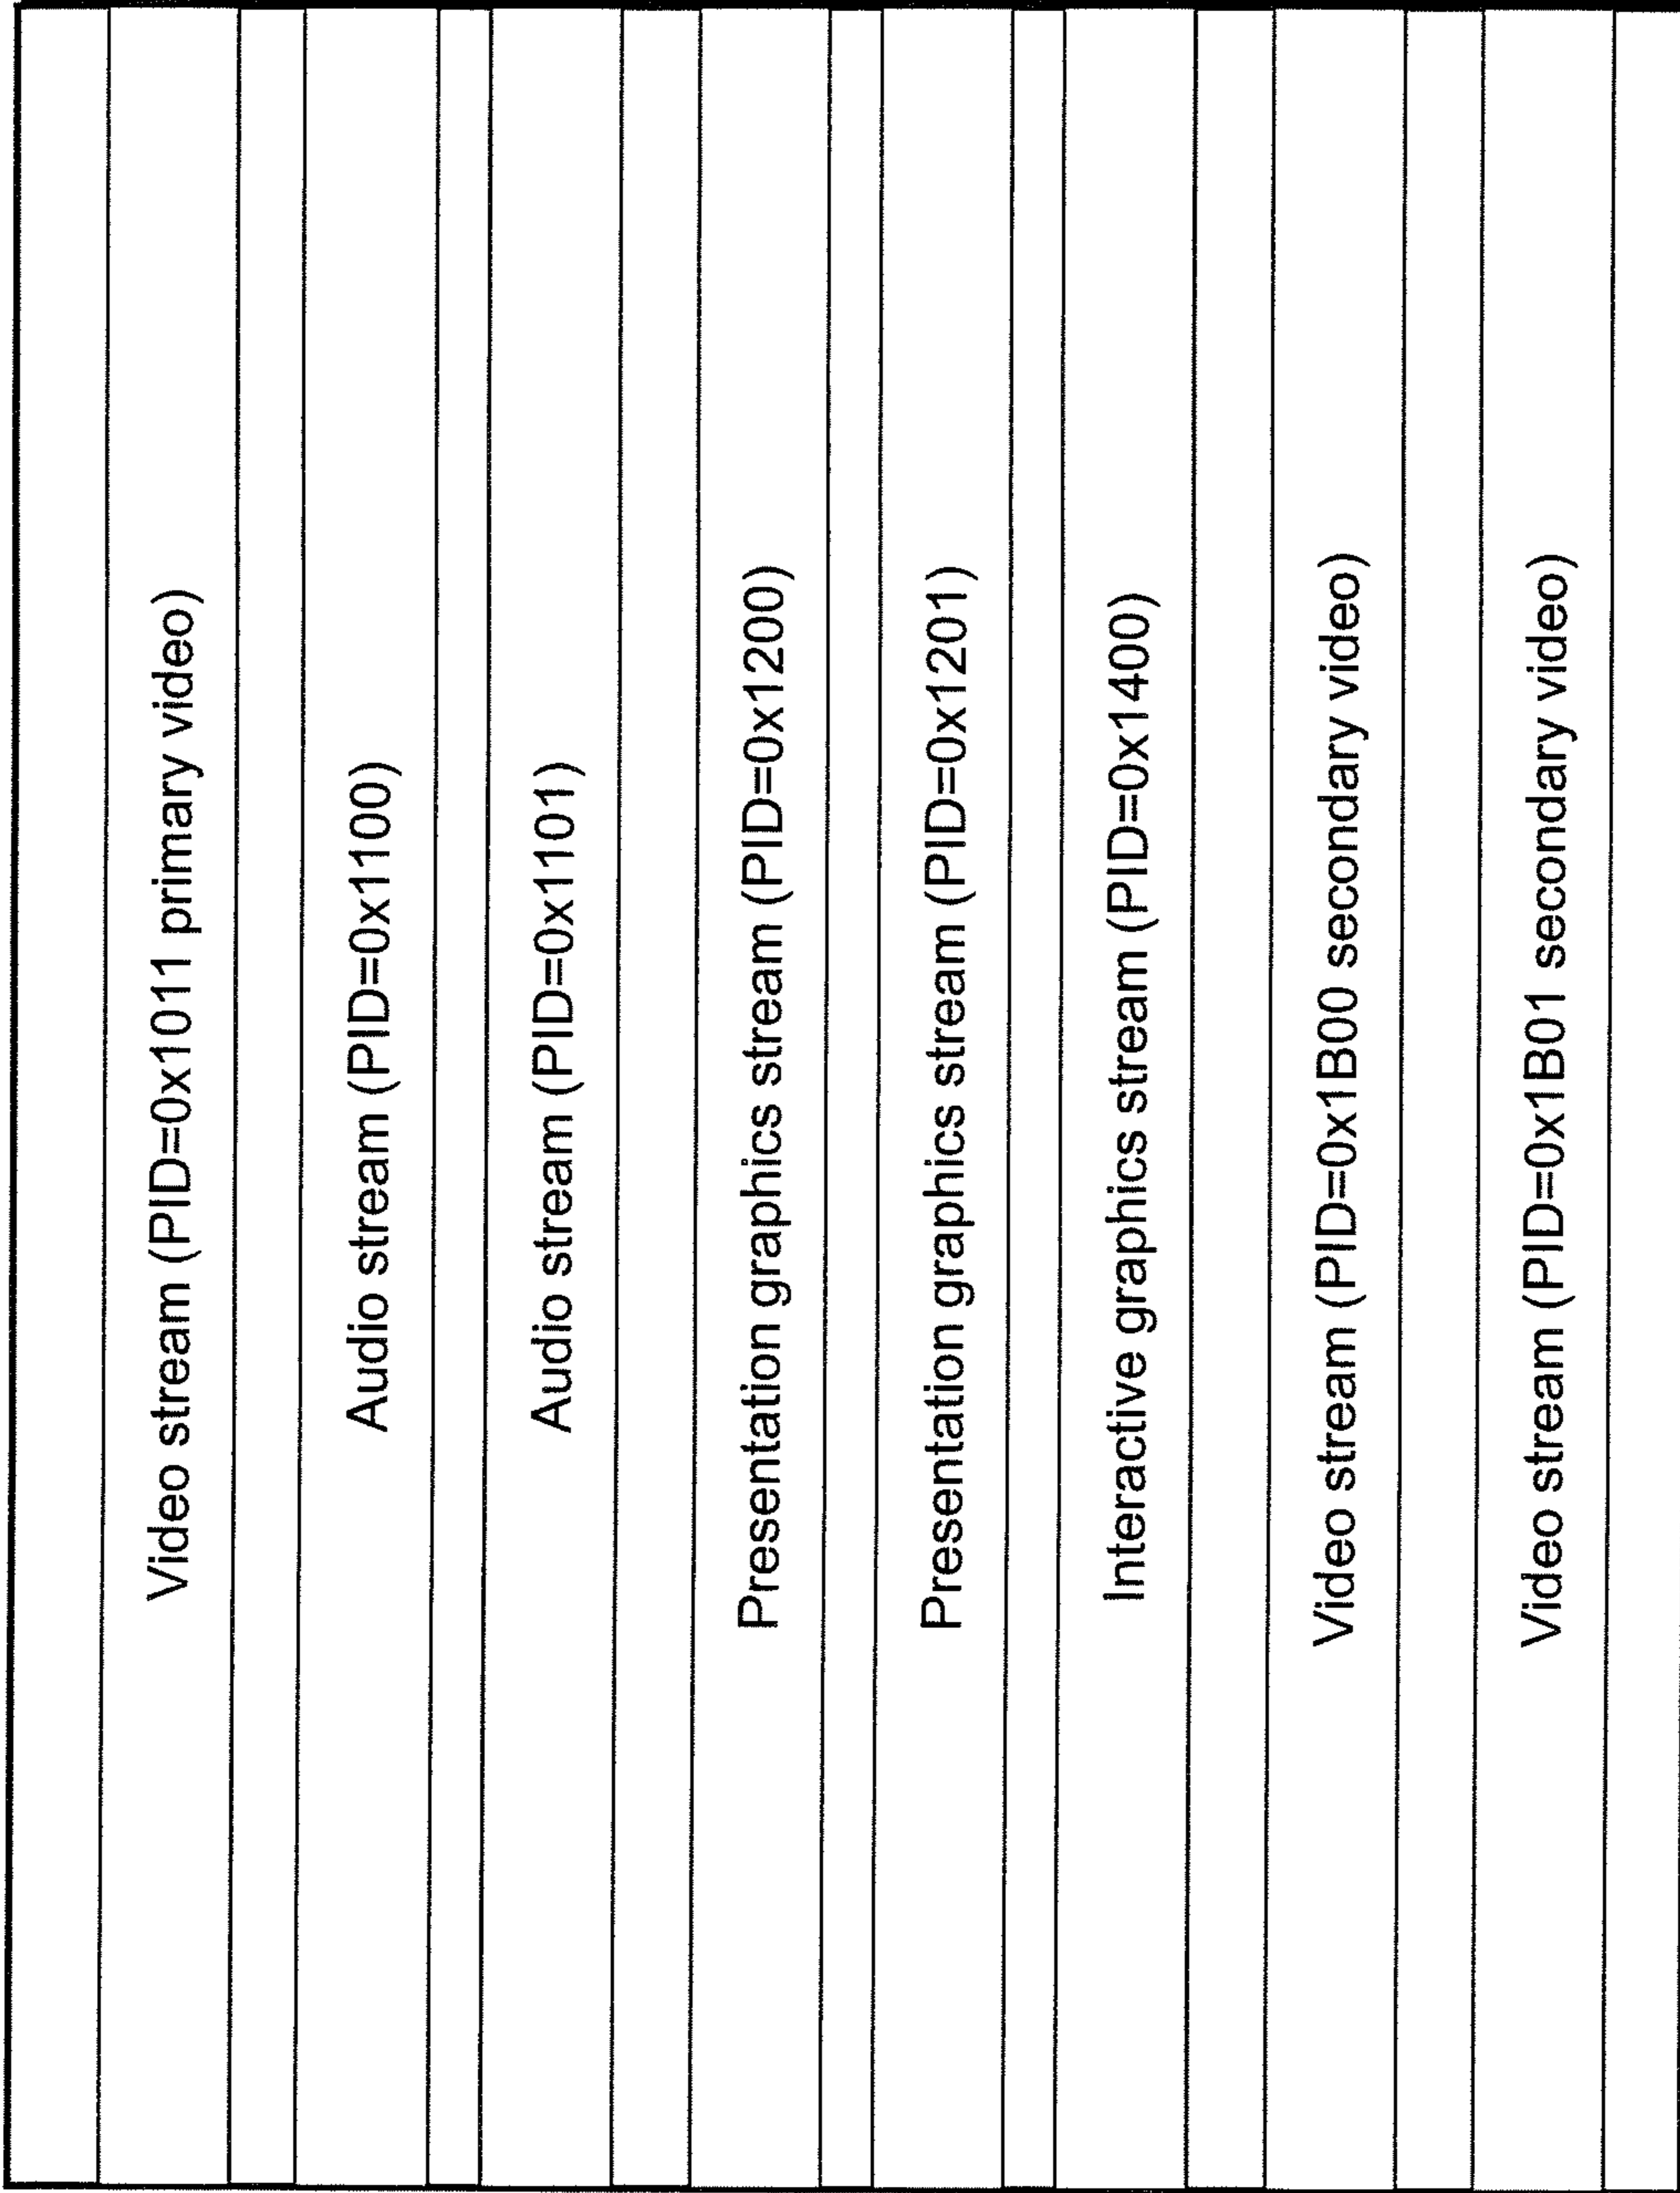 Video stream (PID=0x1011 primary video)
Audio stream (PID=0x1100)
Audio stream (PID=0x1101)
Presentation graphics stream (PID=0x1200)
Presentation graphics stream (PID=0x1201)
Interactive graphics stream (PID=0x1400)
Video stream (PID=0x1B00 secondary video)
Video stream (PID=0x1B01 secondary video)